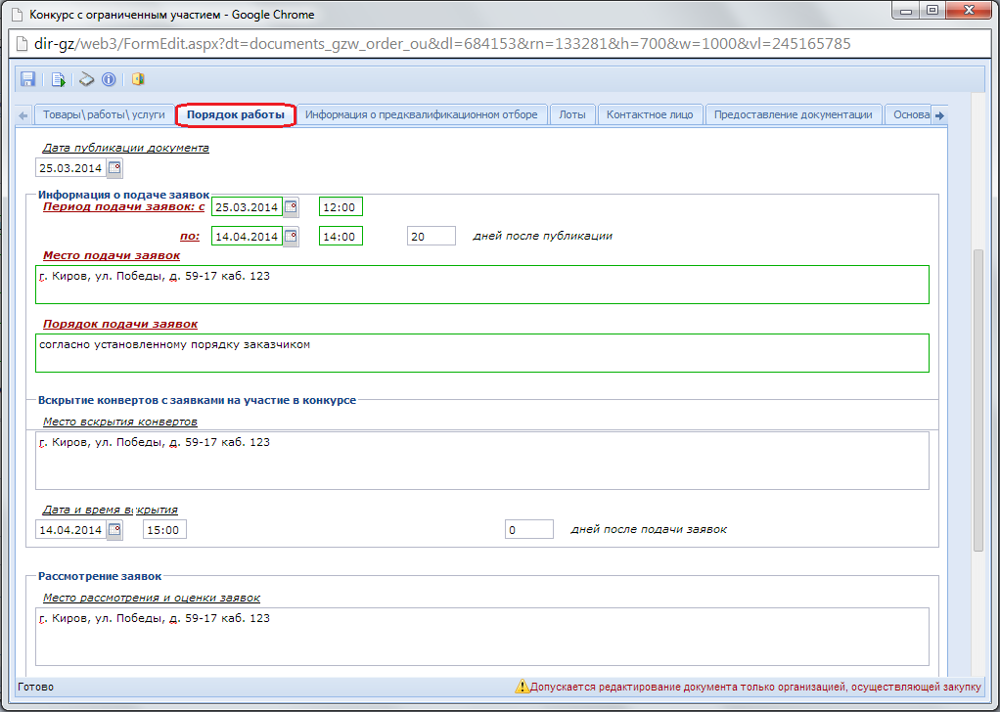 Конкурс с ограниченным участием - Google Chrome
dir-gz/web3/FormEdit.aspx?dt=documents_gzw_order_ou&dl=684153&rn=133281&h=700&w=1000&vl=245165785
Товары\ работы\ услуги Порядок работы Информация о предквалификационном отборе Лоты Контактное лицо Предоставление документации Основа
Дата публикации документа
25.03.2014
Информация о подаче заявок
Период подачи заявок: с 25.03.2014 12:00
по: 14.04.2014 14:00 20 дней после публикации
Место подачи заявок
г. Киров, ул. Победы, д. 59-17 каб. 123
Порядок подачи заявок
согласно установленному порядку заказчиком
Вскрытие конвертов с заявками на участие в конкурсе
Место вскрытия конвертов
г. Киров, ул. Победы, д. 59-17 каб. 123
Дата и время вскрытия
14.04.2014 15:00 0 дней после подачи заявок
Рассмотрение заявок
Место рассмотрения и оценки заявок
г. Киров, ул. Победы, д. 59-17 каб. 123
Готово Допускается редактирование документа только организацией, осуществляющей закупку